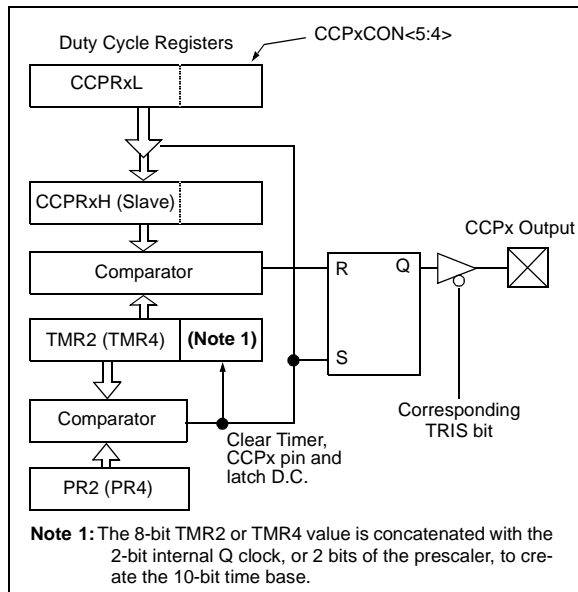 Duty Cycle Registers
CCPxCON<5:4>
CCPRxL
CCPRxH (Slave)
CCPx Output
Comparator
R
Q
TMR2 (TMR4)
(Note 1)
S
Comparator
Corresponding
TRIS bit
Clear Timer,
CCPx pin and
latch D.C.
PR2 (PR4)
Note 1: The 8-bit TMR2 or TMR4 value is concatenated with the
2-bit internal Q clock, or 2 bits of the prescaler, to cre-
ate the 10-bit time base.